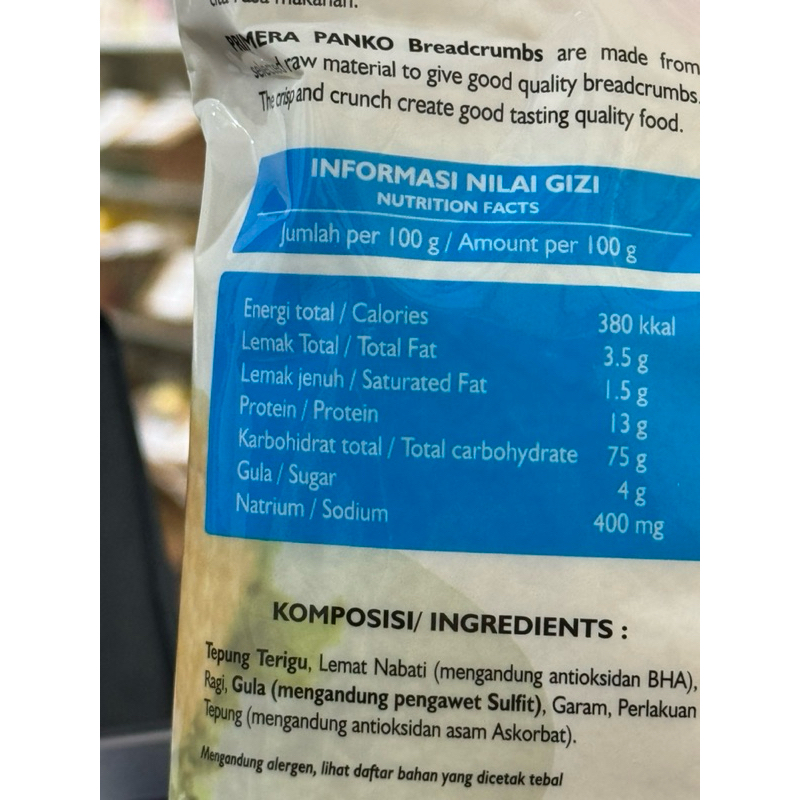 rasa makanan.
PRIMERA PANKO Breadcrumbs are made from
selected raw material to give good quality breadcrumbs.
The crisp and crunch create good tasting quality food.
INFORMASI NILAI GIZI
NUTRITION FACTS
Jumlah per 100 g / Amount per 100 g
Energi total / Calories 380 kkal
Lemak Total / Total Fat 3.5 g
Lemak jenuh / Saturated Fat 1.5 g
Protein / Protein 13 g
Karbohidrat total / Total carbohydrate 75 g
Gula / Sugar 4 g
Natrium / Sodium 400 mg
KOMPOSISI/ INGREDIENTS :
Tepung Terigu, Lemat Nabati (mengandung antioksidan BHA),
Ragi, Gula (mengandung pengawet Sulfit), Garam, Perlakuan
Tepung (mengandung antioksidan asam Askorbat).
Mengandung alergen, lihat daftar bahan yang dicetak tebal